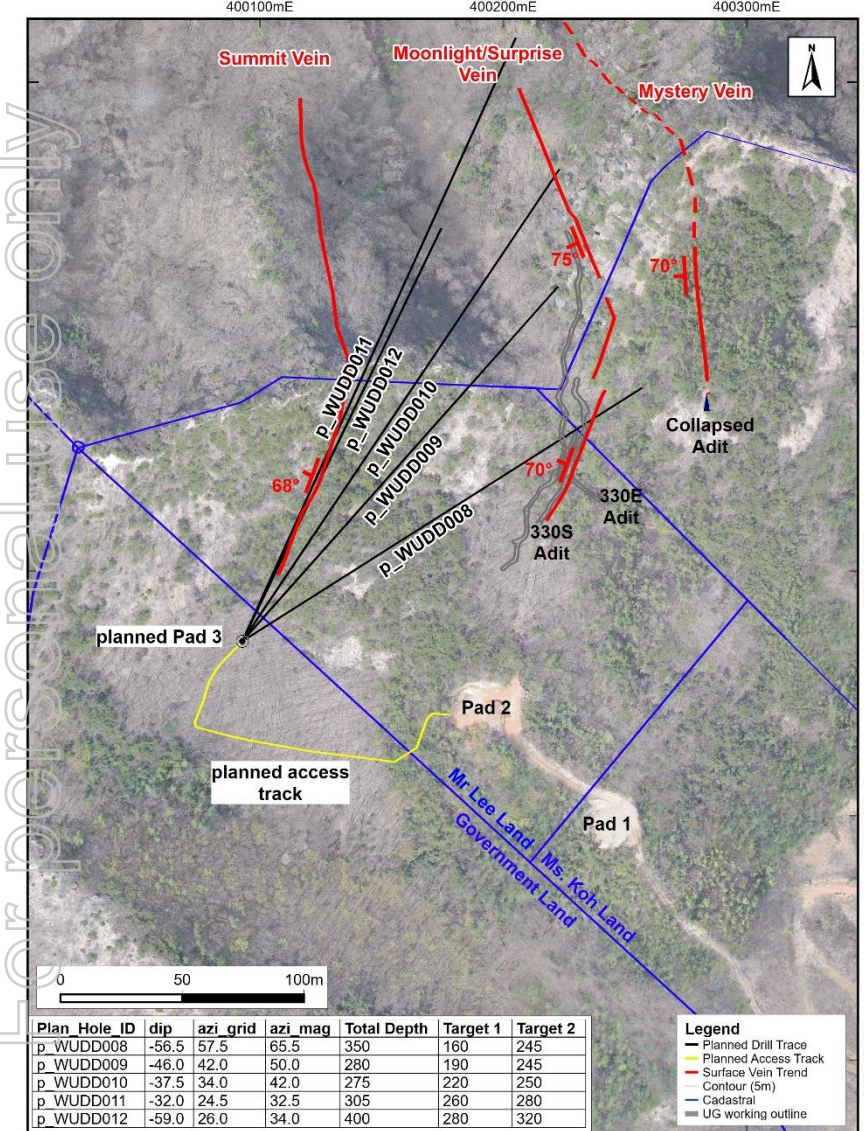 400100mE
400200mE
400300mE
N
Summit Vein
Moonlight/Surprise
Vein
Mystery Vein
75°
70°
Collapsed
Adit
p_WUDD011
p_WUDD012
p_WUDD010
p_WUDD009
p_WUDD008
68°
70°
330E
Adit
330S
Adit
planned Pad 3
Pad 2
planned access
track
Pad 1
Mr Lee Land
Government Land
Ms. Koh Land
For personal use only
0 50 100m
Plan_Hole_ID dip azi_grid azi_mag Total Depth Target 1 Target 2
p_WUDD008 -56.5 57.5 65.5 350 160 245
p_WUDD009 -46.0 42.0 50.0 280 190 245
p_WUDD010 -37.5 34.0 42.0 275 220 250
p_WUDD011 -32.0 24.5 32.5 305 260 280
p_WUDD012 -59.0 26.0 34.0 400 280 320
Legend
Planned Drill Trace
Planned Access Track
Surface Vein Trend
Contour (5m)
Cadastral
UG working outline